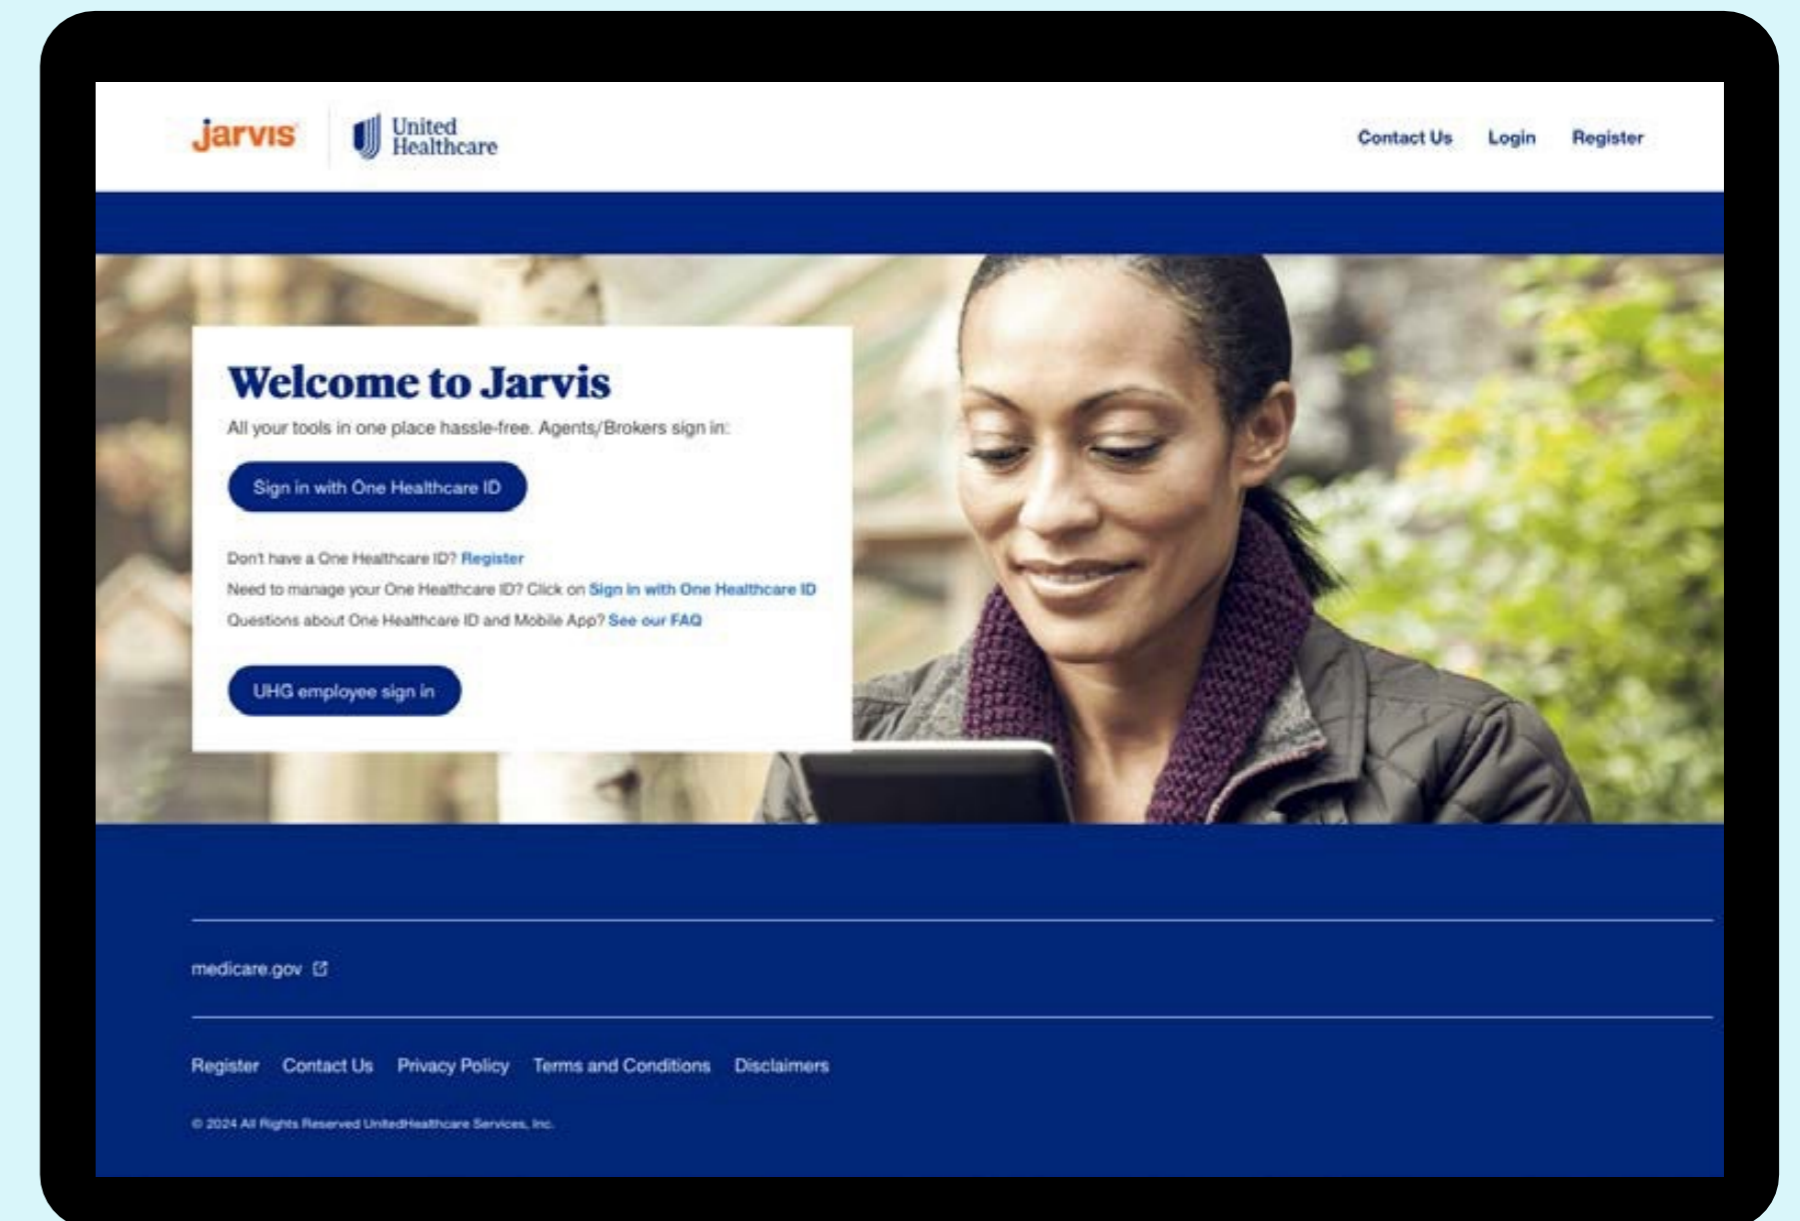 jarvis
United
Healthcare
Contact Us Login Register
Welcome to Jarvis
All your tools in one place hassle-free. Agents/Brokers sign in:
Sign in with One Healthcare ID
Don't have a One Healthcare ID? Register
Need to manage your One Healthcare ID? Click on Sign in with One Healthcare ID
Questions about One Healthcare ID and Mobile App? See our FAQ
UHG employee sign in
medicare.gov
Register Contact Us Privacy Policy Terms and Conditions Disclaimers
© 2024 All Rights Reserved UnitedHealthcare Services, Inc.